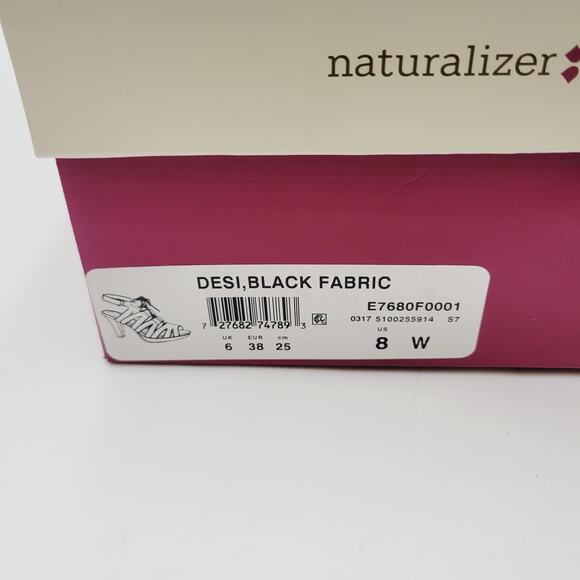 naturalizer
DESI,BLACK FABRIC
7 27682 74789 3
E7680F0001
0317 5100255914 S7
UK EUR cm
6 38 25
US
8 W